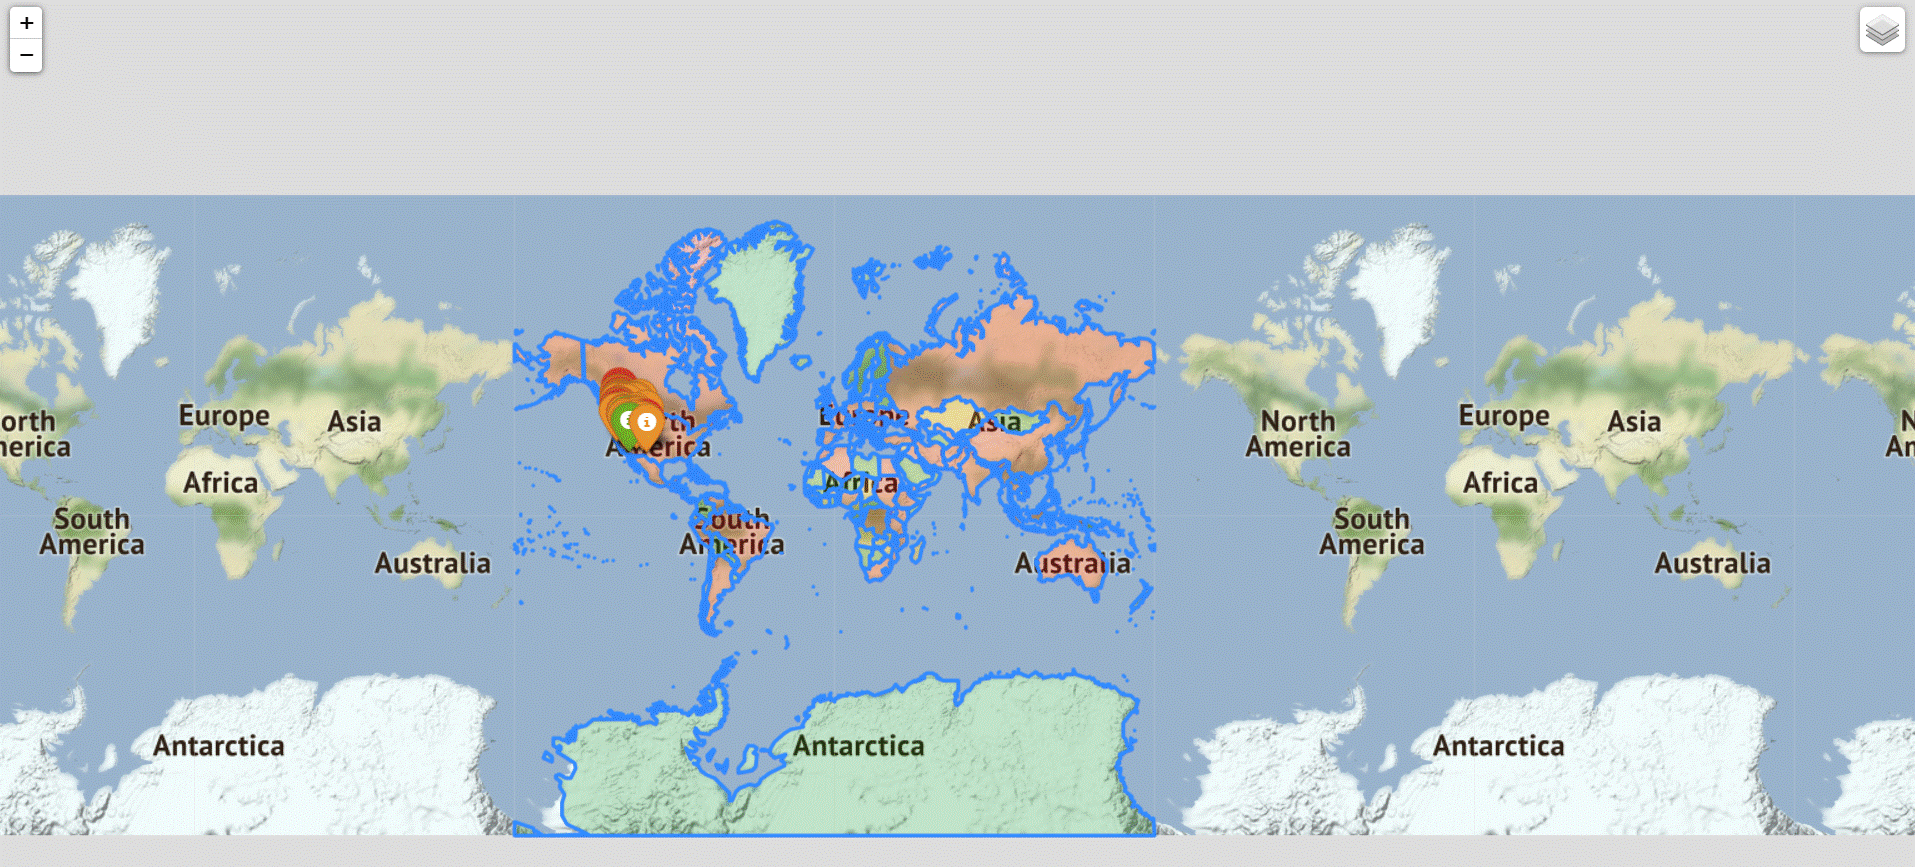 +
−
Europe
Asia
orth
nerica
Africa
South
America
Australia
Antarctica
th
America
Europe
Asia
Africa
South
America
Australia
Antarctica
North
America
Europe
Asia
Africa
South
America
Australia
Antarctica
N
An
i